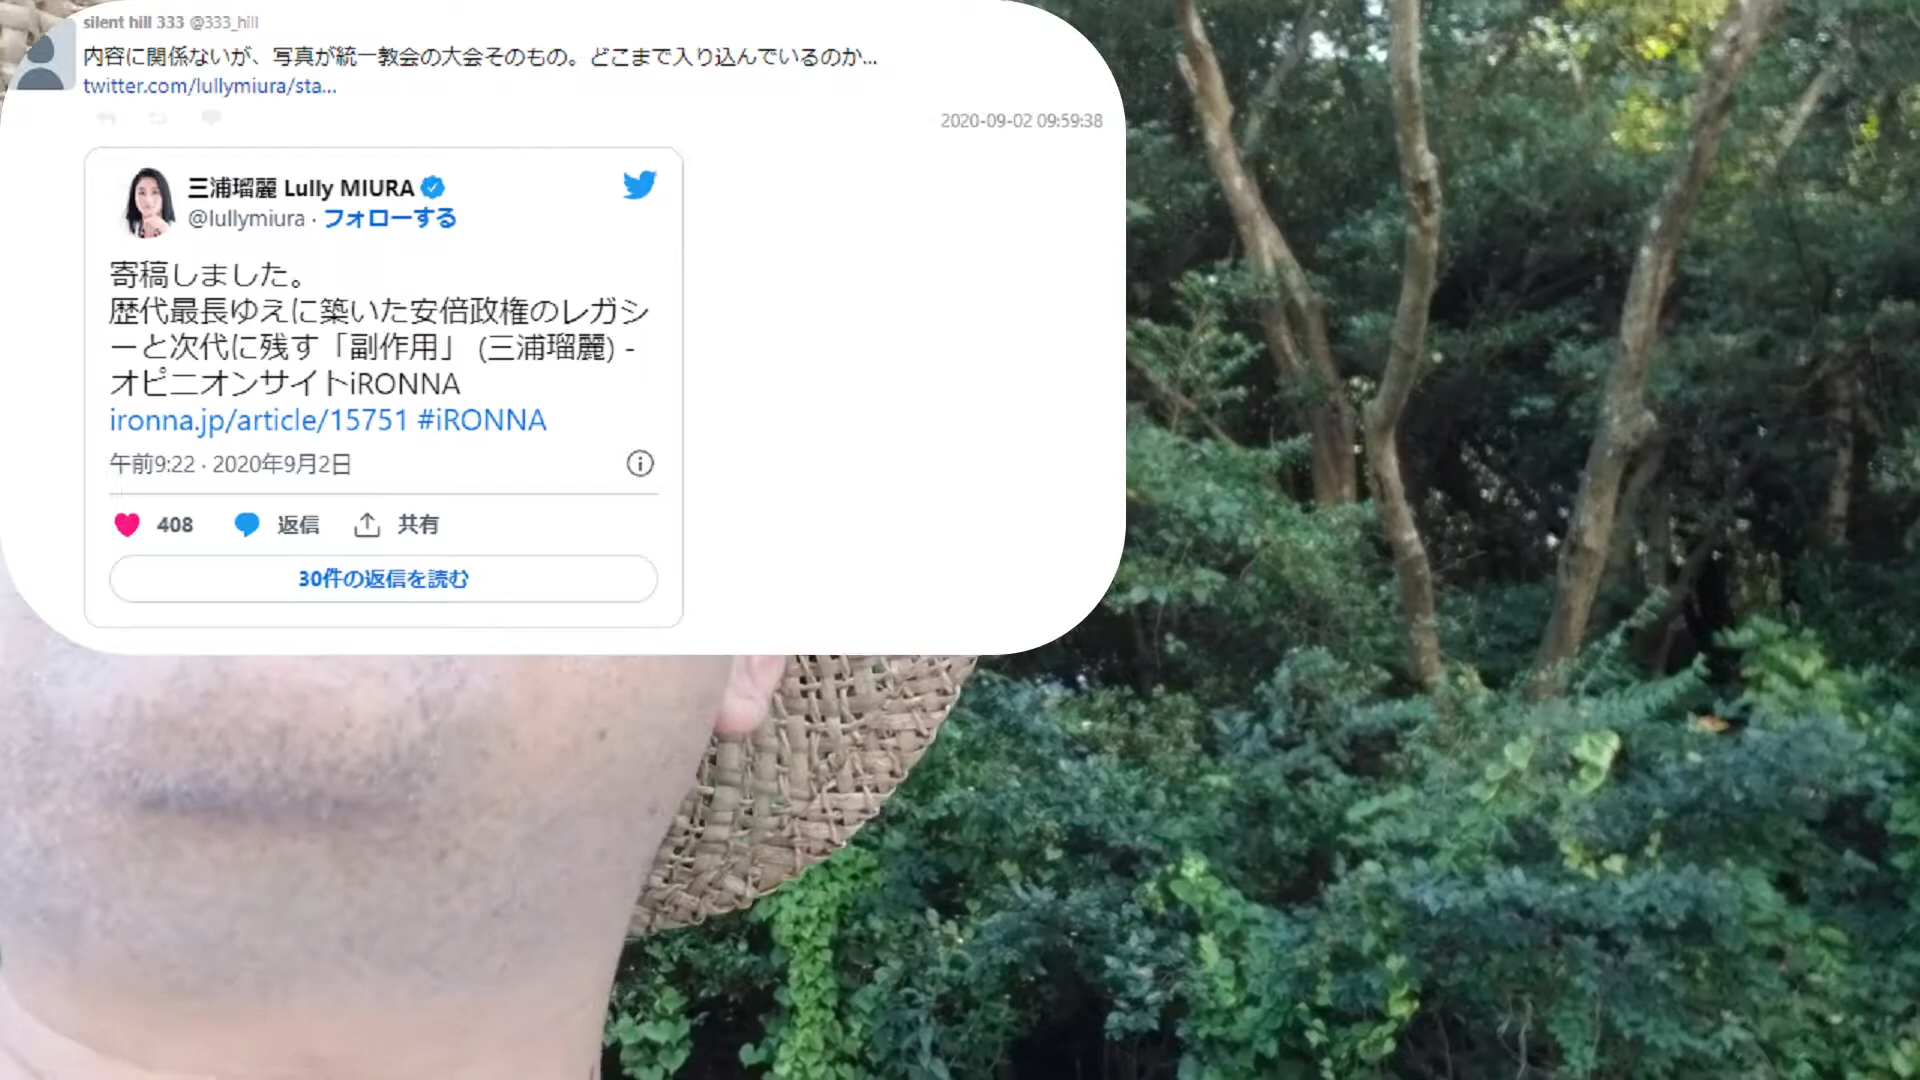 silent hill 333 @333_hill
内容に関係ないが、写真が統一教会の大会そのもの。どこまで入り込んでいるのか...
twitter.com/lullymiura/sta...
2020-09-02 09:59:38
三浦瑠麗 Lully MIURA
@lullymiura · フォローする
寄稿しました。
歴代最長ゆえに築いた安倍政権のレガシ
ーと次代に残す「副作用」 (三浦瑠麗) -
オピニオンサイトiRONNA
ironna.jp/article/15751 #iRONNA
午前9:22 · 2020年9月2日
408 返信 共有
30件の返信を読む